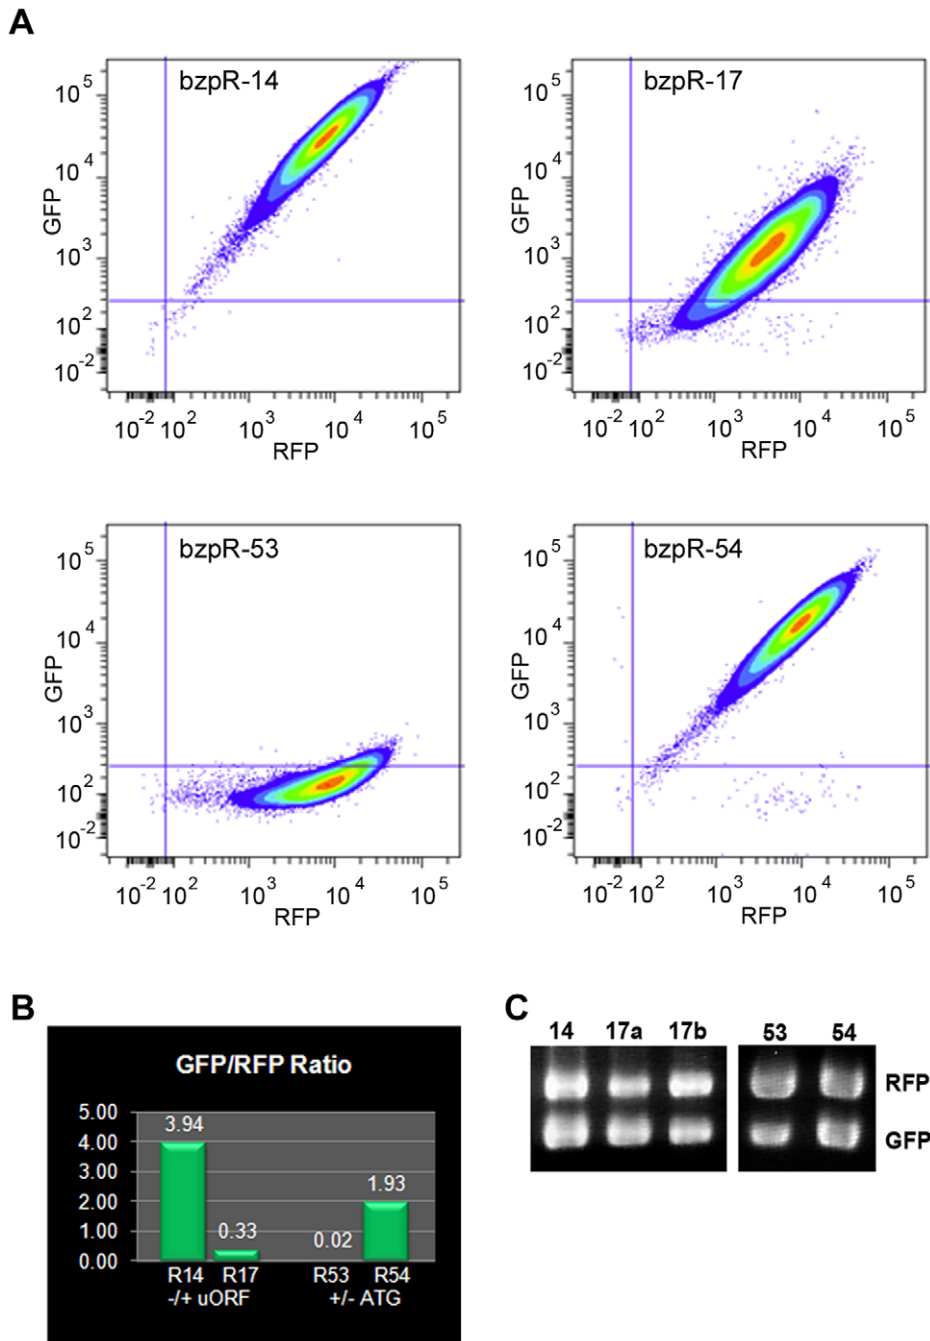 A
bzpR-14
bzpR-17
GFP
10^5
10^4
10^3
10^2
10^-2
10^-2 10^2 10^3 10^4 10^5
RFP
GFP
10^5
10^4
10^3
10^2
10^-2
10^-2 10^2 10^3 10^4 10^5
RFP
bzpR-53
bzpR-54
GFP
10^5
10^4
10^3
10^2
10^-2
10^-2 10^2 10^3 10^4 10^5
RFP
GFP
10^5
10^4
10^3
10^2
10^-2
10^-2 10^2 10^3 10^4 10^5
RFP
B
GFP/RFP Ratio
5.00
4.00
3.00
2.00
1.00
0.00
3.94
0.33
0.02
1.93
R14 R17 R53 R54
-/+ uORF +/- ATG
C
14 17a 17b 53 54
RFP
GFP